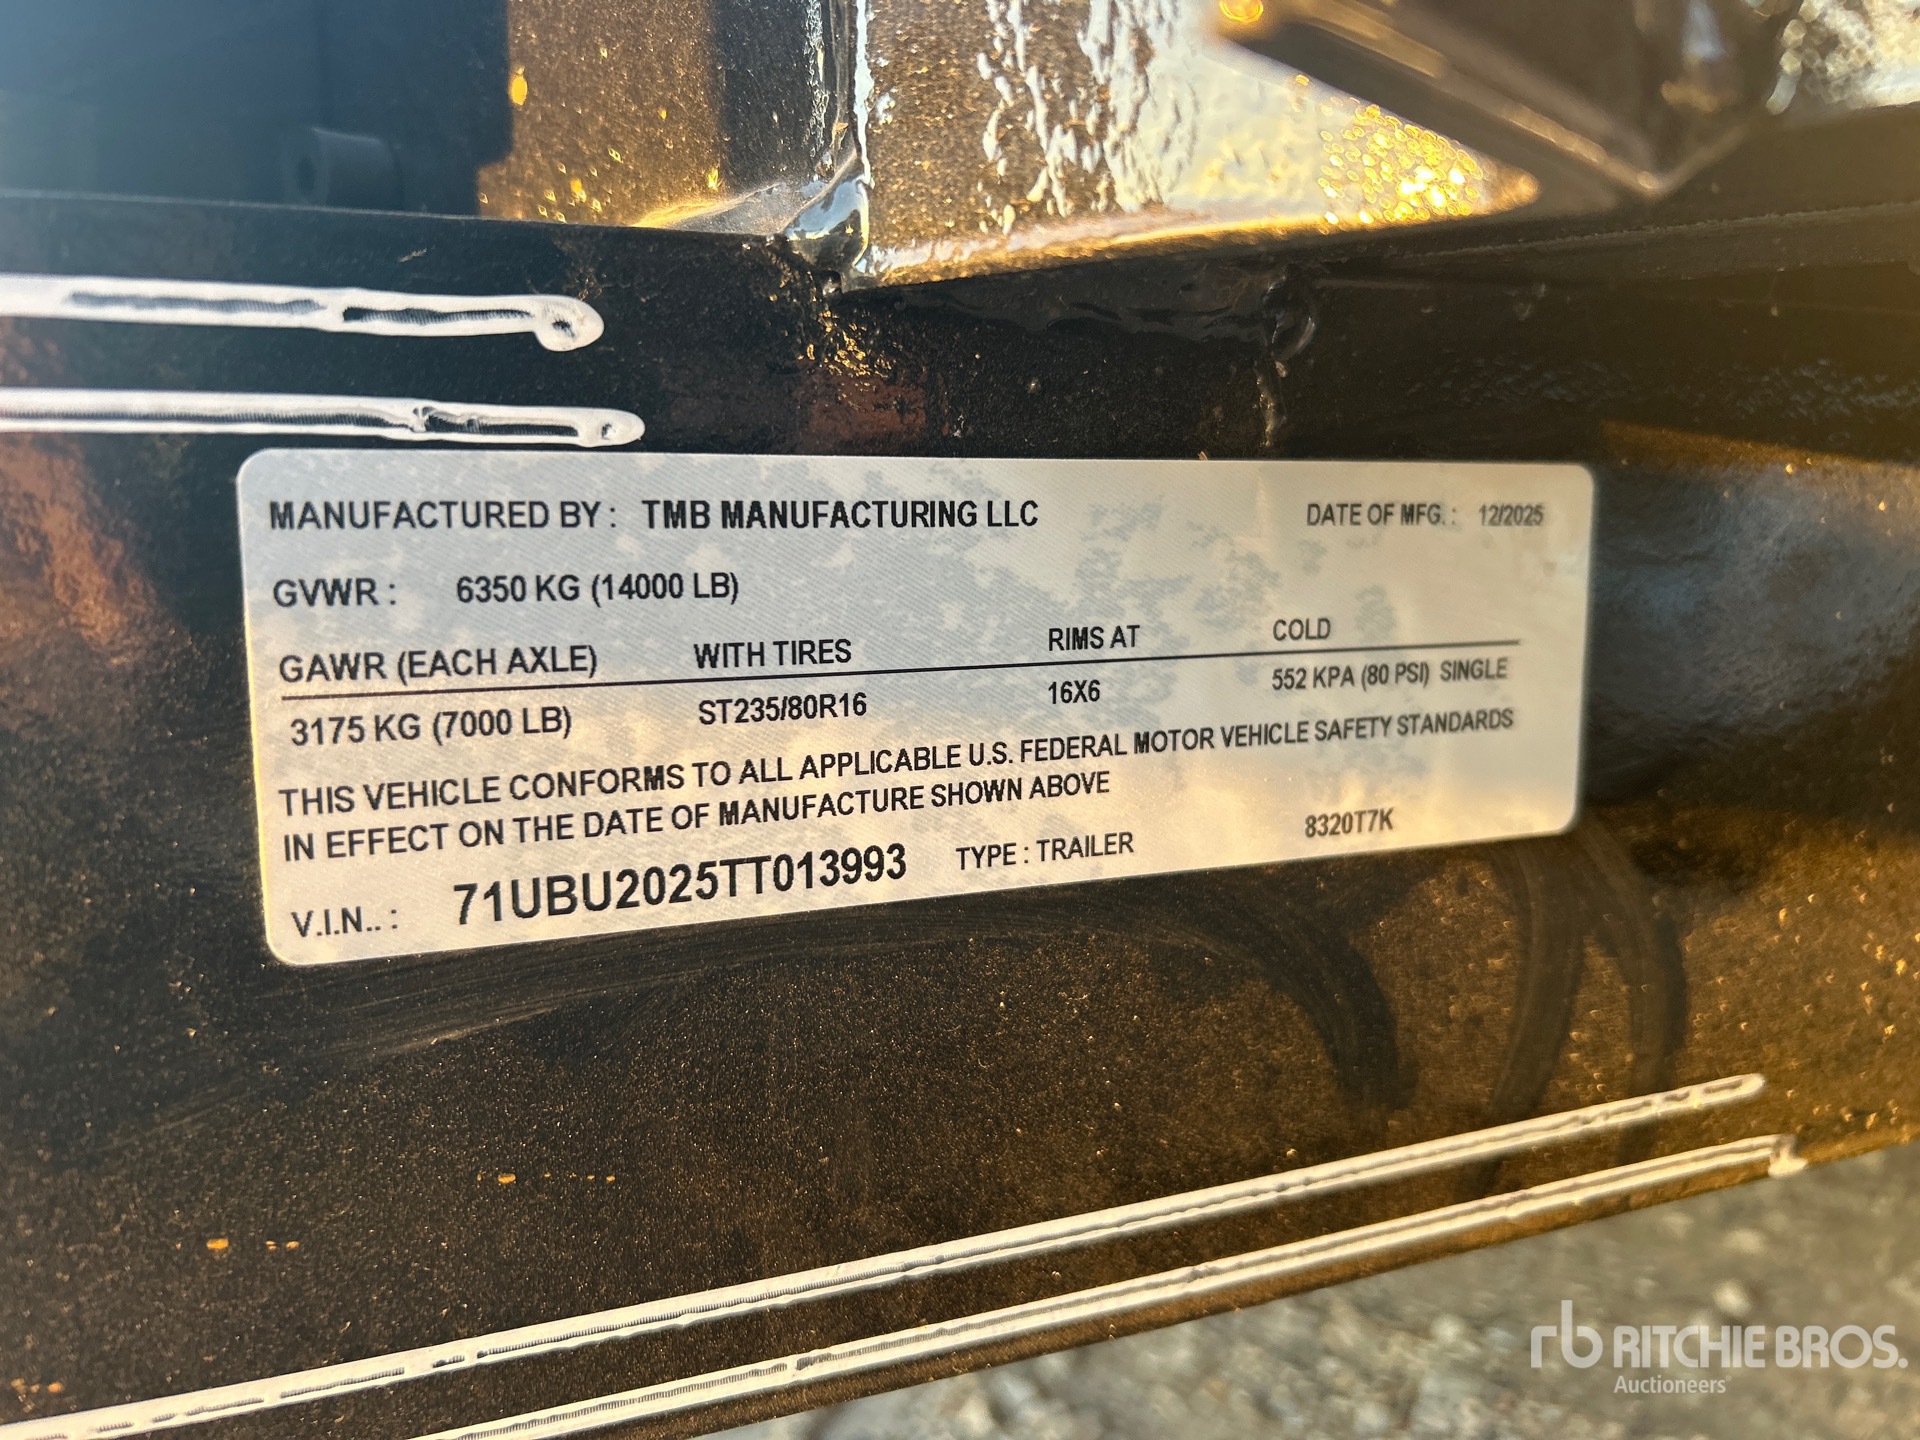 MANUFACTURED BY : TMB MANUFACTURING LLC DATE OF MFG. : 12/2025
GVWR : 6350 KG (14000 LB)
GAWR (EACH AXLE) WITH TIRES RIMS AT COLD
3175 KG (7000 LB) ST235/80R16 16X6 552 KPA (80 PSI) SINGLE
THIS VEHICLE CONFORMS TO ALL APPLICABLE U.S. FEDERAL MOTOR VEHICLE SAFETY STANDARDS
IN EFFECT ON THE DATE OF MANUFACTURE SHOWN ABOVE
V.I.N.. : 71UBU2025TT013993 TYPE : TRAILER 8320T7K
rb RITCHIE BROS.
Auctioneers